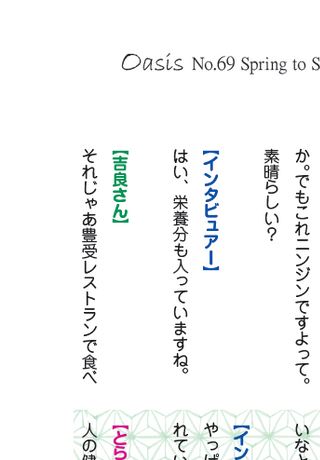 Oasis No.69 Spring to S
か。でもこれニンジンですよって。
素晴らしい？
【インタビュアー】
はい、栄養分も入っていますね。
【吉良さん】
それじゃあ豊受レストランで食べ
いなと
【イン
やっぱ
れてい
【とら
人の健